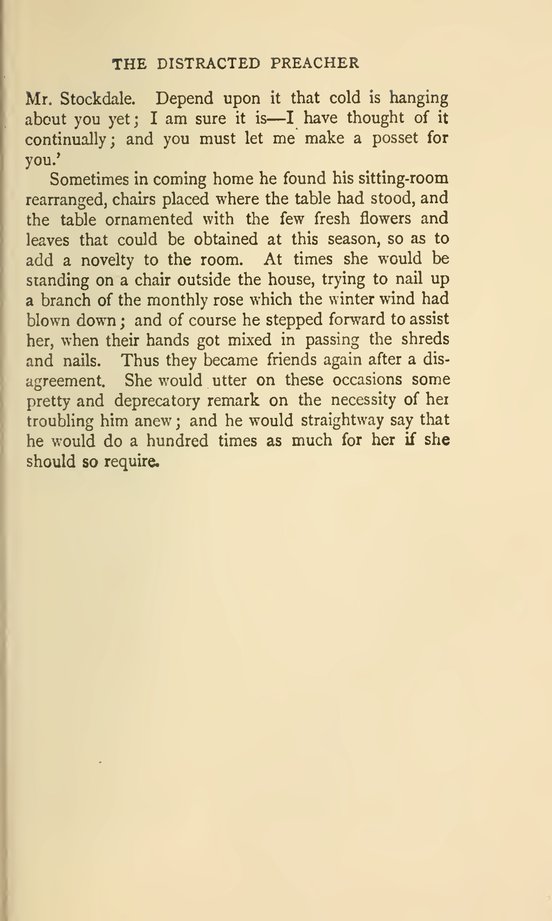 THE DISTRACTED PREACHER
Mr. Stockdale. Depend upon it that cold is hanging
about you yet; I am sure it is—I have thought of it
continually; and you must let me make a posset for
you.'
Sometimes in coming home he found his sitting-room
rearranged, chairs placed where the table had stood, and
the table ornamented with the few fresh flowers and
leaves that could be obtained at this season, so as to
add a novelty to the room. At times she would be
standing on a chair outside the house, trying to nail up
a branch of the monthly rose which the winter wind had
blown down; and of course he stepped forward to assist
her, when their hands got mixed in passing the shreds
and nails. Thus they became friends again after a dis-
agreement. She would utter on these occasions some
pretty and deprecatory remark on the necessity of her
troubling him anew; and he would straightway say that
he would do a hundred times as much for her if she
should so require.